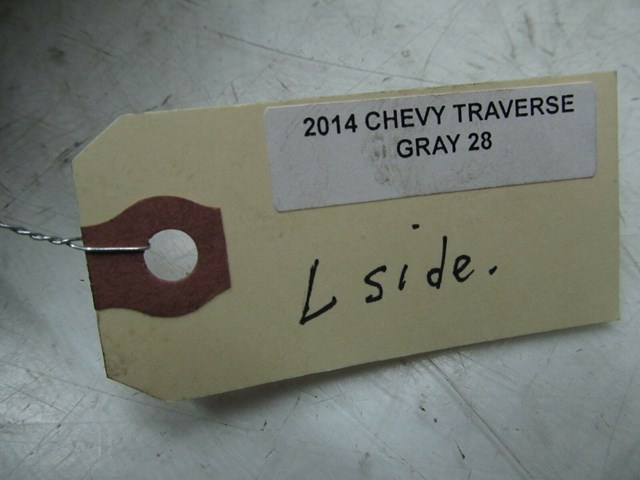 2014 CHEVY TRAVERSE
GRAY 28
L side.